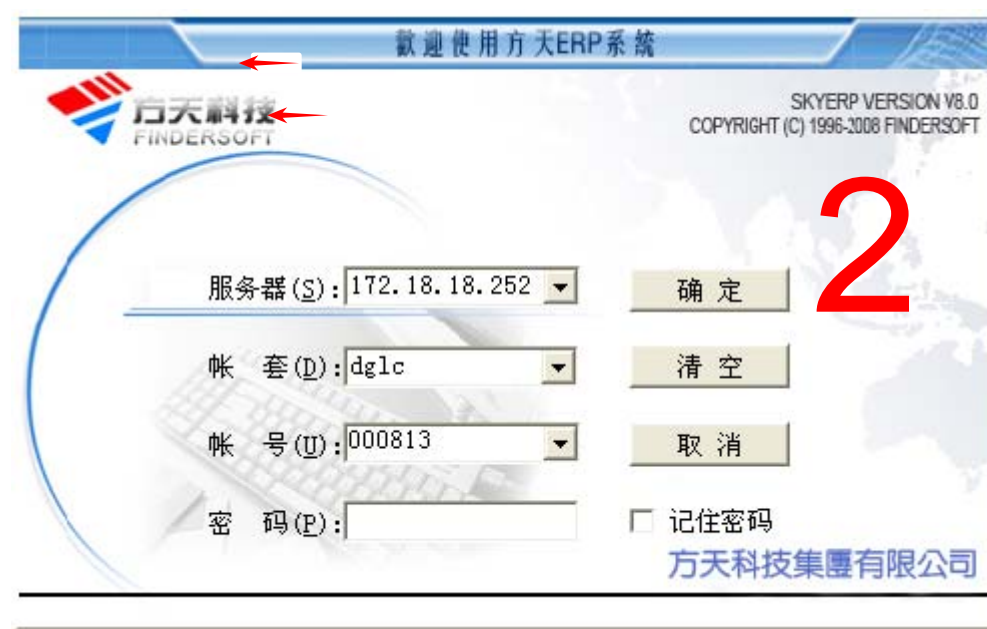 歡迎使用方天ERP系統
方天科技
FINDERSOFT
SKYERP VERSION V8.0
COPYRIGHT (C) 1996-2008 FINDERSOFT
2
服务器(S): 172.18.18.252
确定
帐 套(D): dglc
清空
帐 号(U): 000813
取消
密 码(P):
记住密码
方天科技集團有限公司